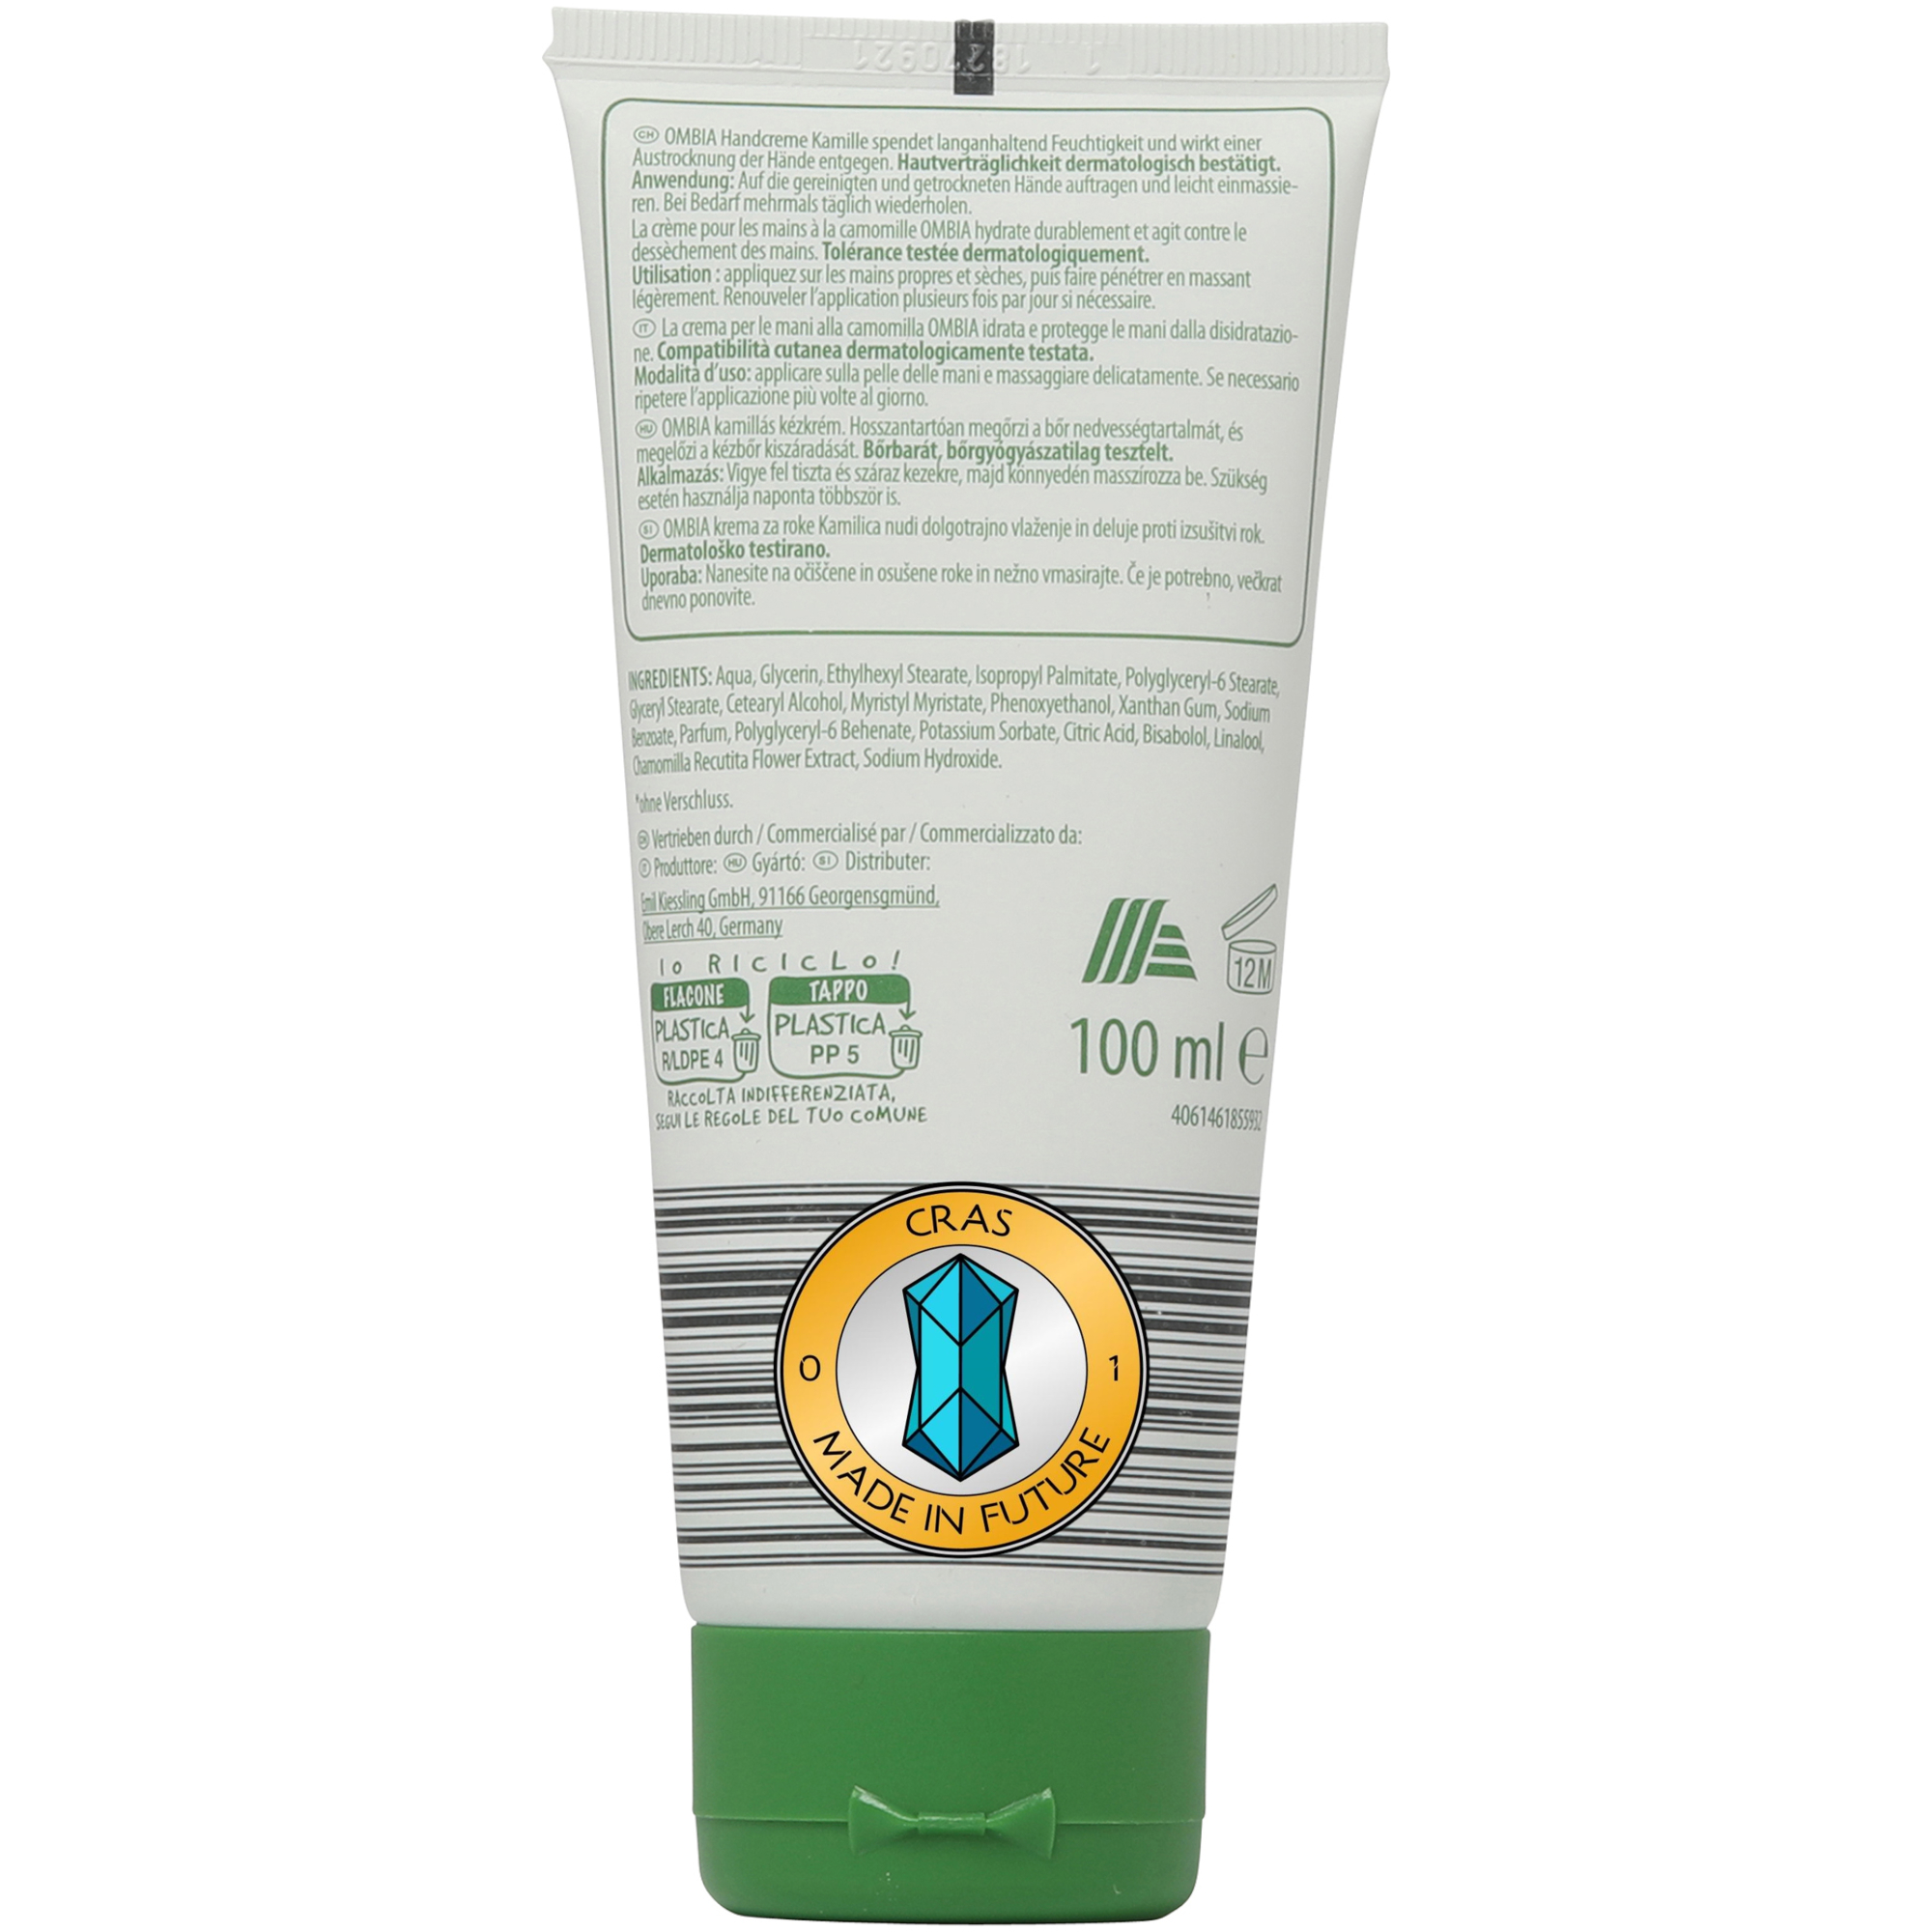 18270921 1
CH OMBIA Handcreme Kamille spendet langanhaltend Feuchtigkeit und wirkt einer
Austrocknung der Hände entgegen. Hautverträglichkeit dermatologisch bestätigt.
Anwendung: Auf die gereinigten und getrockneten Hände auftragen und leicht einmassie-
ren. Bei Bedarf mehrmals täglich wiederholen.
La crème pour les mains à la camomille OMBIA hydrate durablement et agit contre le
dessèchement des mains. Tolérance testée dermatologiquement.
Utilisation : appliquez sur les mains propres et sèches, puis faire pénétrer en massant
légèrement. Renouveler l'application plusieurs fois par jour si nécessaire.
IT La crema per le mani alla camomilla OMBIA idrata e protegge le mani dalla disidratazio-
ne. Compatibilità cutanea dermatologicamente testata.
Modalità d'uso: applicare sulla pelle delle mani e massaggiare delicatamente. Se necessario
ripetere l'applicazione più volte al giorno.
HU OMBIA kamillás kézkrém. Hosszantartóan megőrzi a bőr nedvességtartalmát, és
megelőzi a kézbőr kiszáradását. Bőrbarát, bőrgyógyászatilag tesztelt.
Alkalmazás: Vigye fel tiszta és száraz kezekre, majd könnyedén masszírozza be. Szükség
esetén használja naponta többször is.
SI OMBIA krema za roke Kamilica nudi dolgotrajno vlaženje in deluje proti izsušitvi rok.
Dermatološko testirano.
Uporaba: Nanesite na očiščene in osušene roke in nežno vmasirajte. Če je potrebno, večkrat
dnevno ponovite.
INGREDIENTS: Aqua, Glycerin, Ethylhexyl Stearate, Isopropyl Palmitate, Polyglyceryl-6 Stearate,
Glyceryl Stearate, Cetearyl Alcohol, Myristyl Myristate, Phenoxyethanol, Xanthan Gum, Sodium
Benzoate, Parfum, Polyglyceryl-6 Behenate, Potassium Sorbate, Citric Acid, Bisabolol, Linalool,
Chamomilla Recutita Flower Extract, Sodium Hydroxide.
*ohne Verschluss.
CH Vertrieben durch / Commercialisé par / Commercializzato da:
IT Produttore: HU Gyártó: SI Distributer:
Emil Kiessling GmbH, 91166 Georgensgmünd,
Obere Lerch 40, Germany
IO RICICLO!
FLACONE TAPPO
PLASTICA PLASTICA
R/LDPE 4 PP 5
RACCOLTA INDIFFERENZIATA,
SEGUI LE REGOLE DEL TUO COMUNE
12M
100 ml e
4061461855932
CRAS
0 1
MADE IN FUTURE